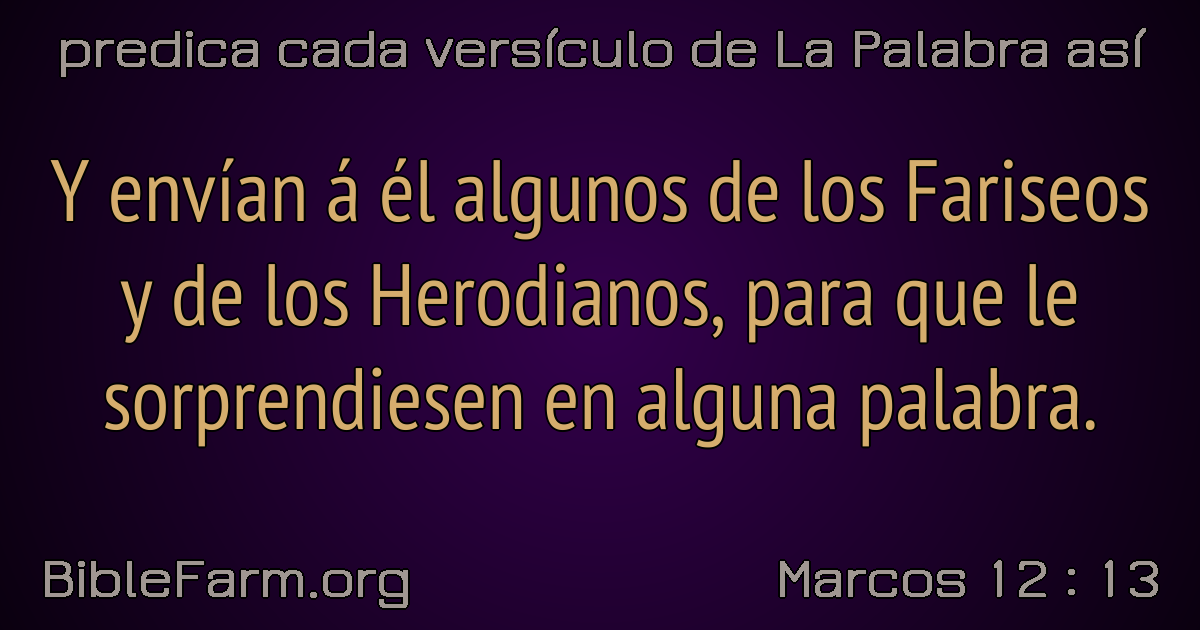 predica cada versículo de La Palabra así
Y envían á él algunos de los Fariseos
y de los Herodianos, para que le
sorprendiesen en alguna palabra.
BibleFarm.org
Marcos 12 : 13